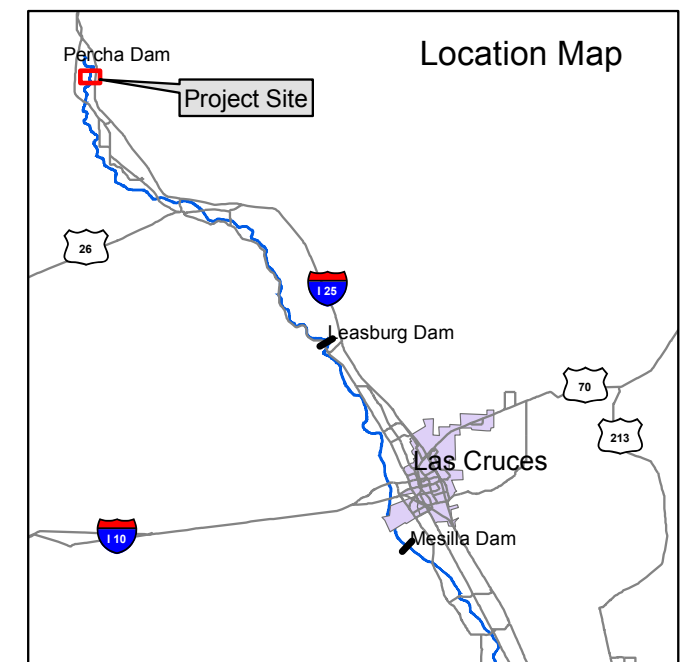 Location Map
Percha Dam
Project Site
26
I 25
Leasburg Dam
70
213
Las Cruces
I 10
Mesilla Dam